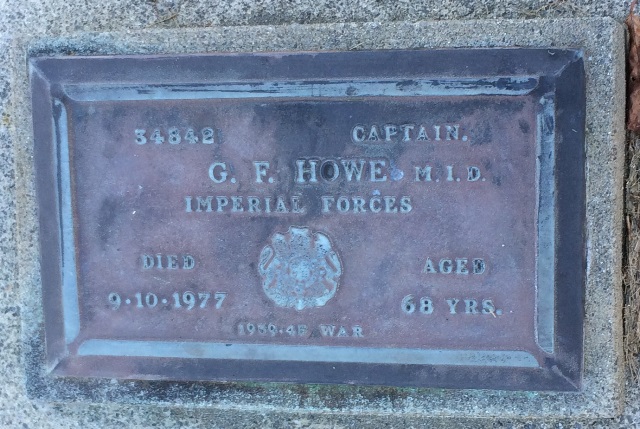 34842 CAPTAIN.
G. F. HOWE M.I.D.
IMPERIAL FORCES
DIED AGED
9·10·1977 68 YRS.
1939-45 WAR